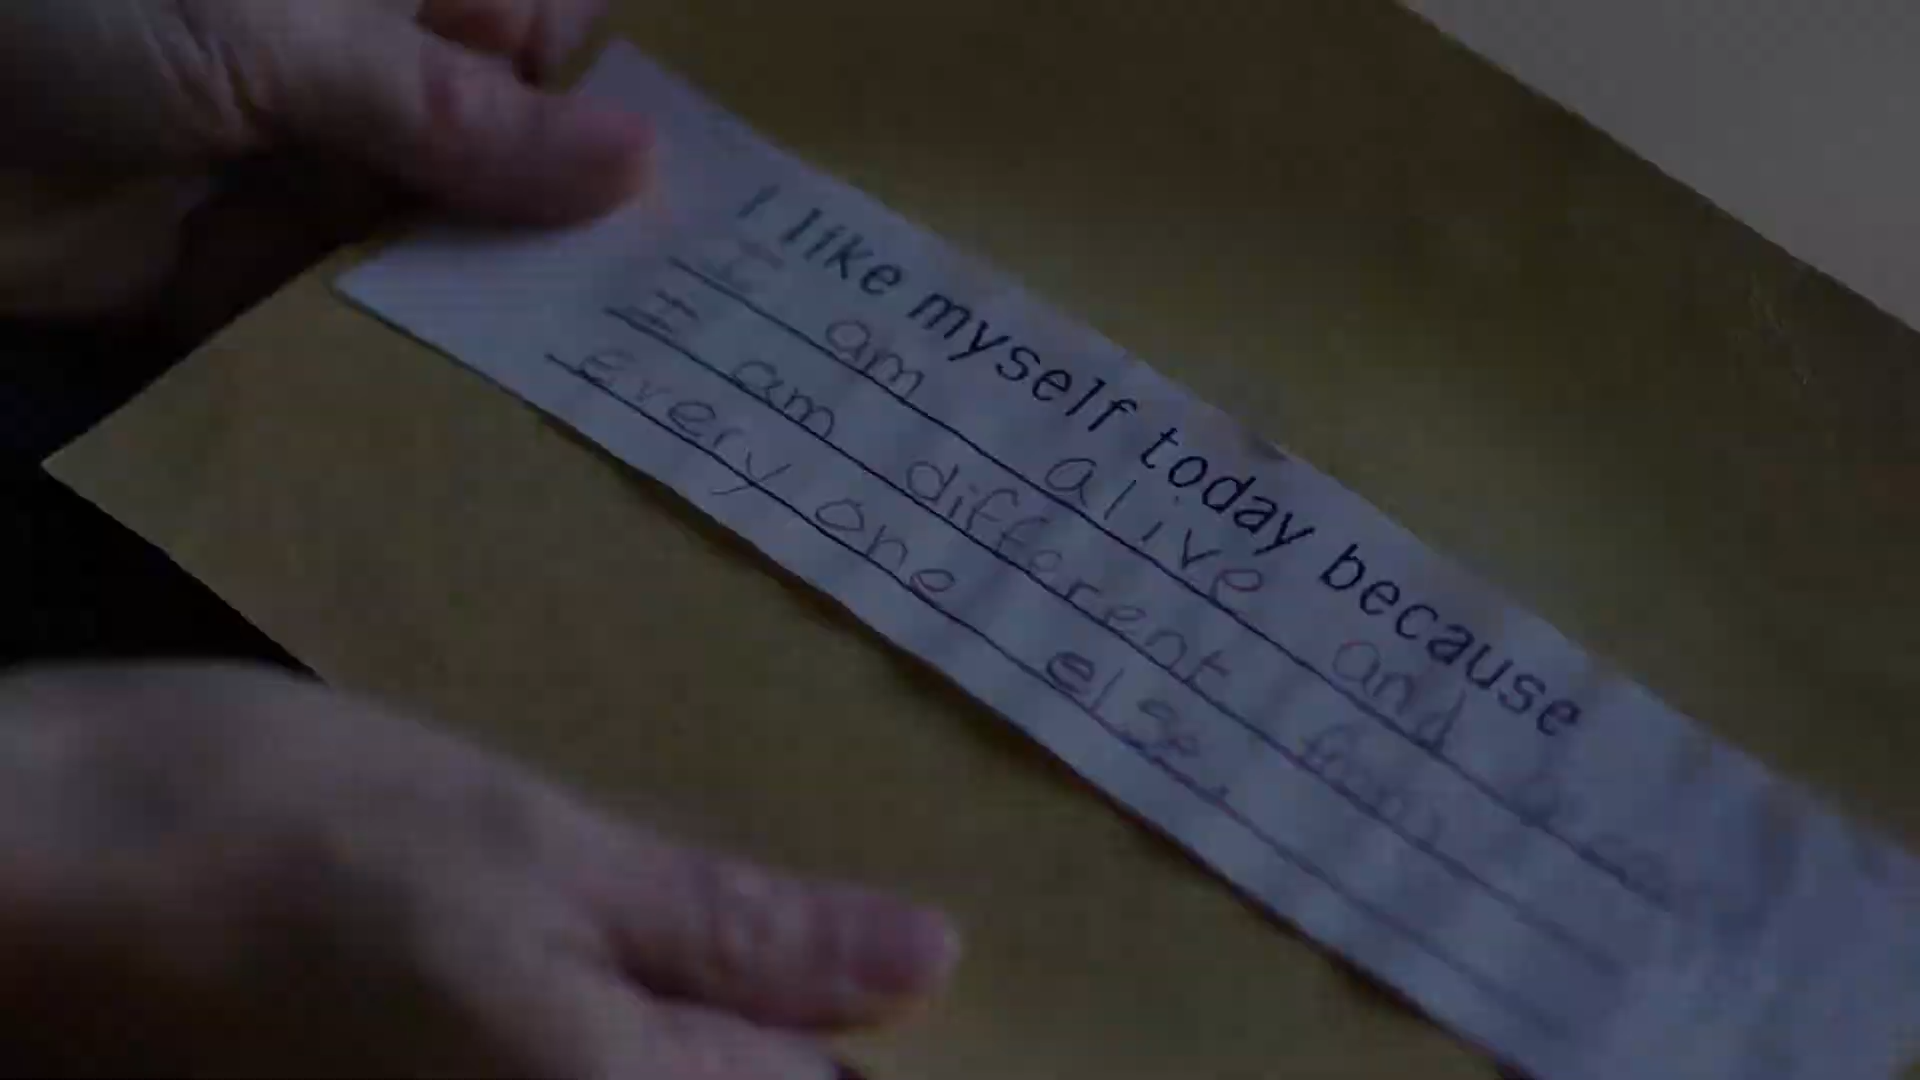 I like myself today because
I am alive and
I am different from
Every one else.